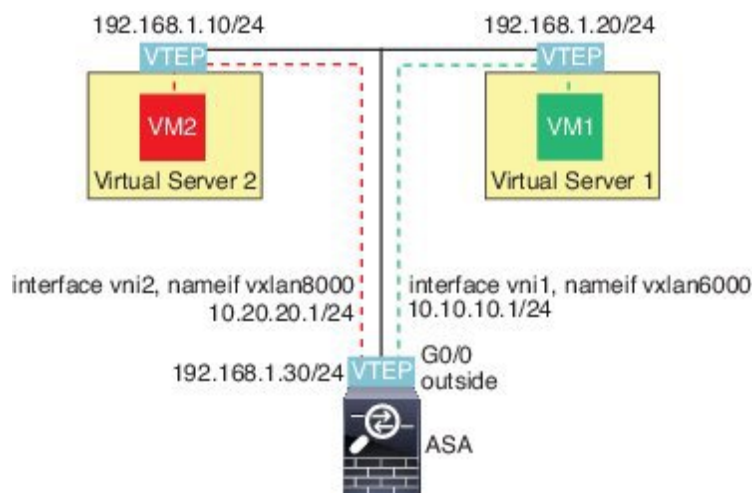 192.168.1.10/24
192.168.1.20/24
VTEP
VTEP
VM2
VM1
Virtual Server 2
Virtual Server 1
interface vni2, nameif vxlan8000
10.20.20.1/24
interface vni1, nameif vxlan6000
10.10.10.1/24
192.168.1.30/24
VTEP
G0/0
outside
ASA